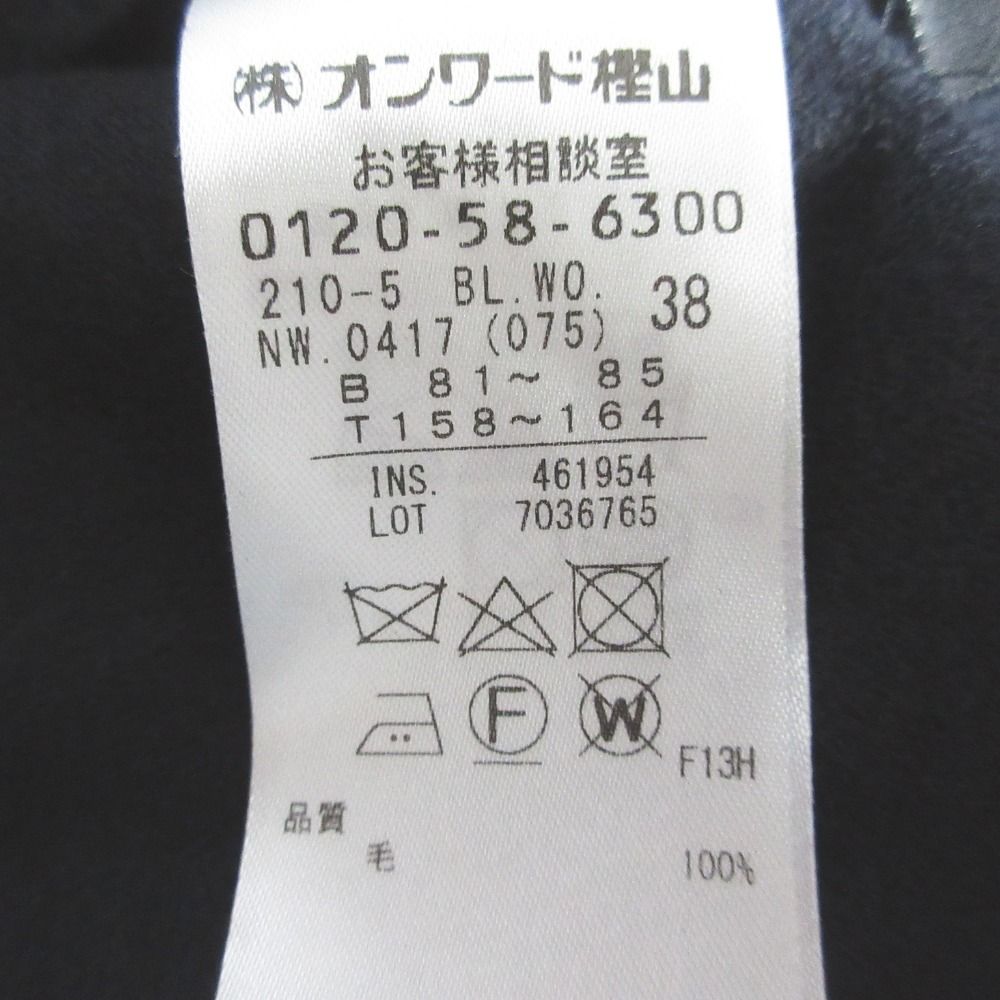 (株) オンワード樫山
お客様相談室
0120-58-6300
210-5 BL.WO. 38
NW.0417 (075)
B 81～ 85
T158～164
INS. 461954
LOT 7036765
F W
F13H
品質
毛 100%